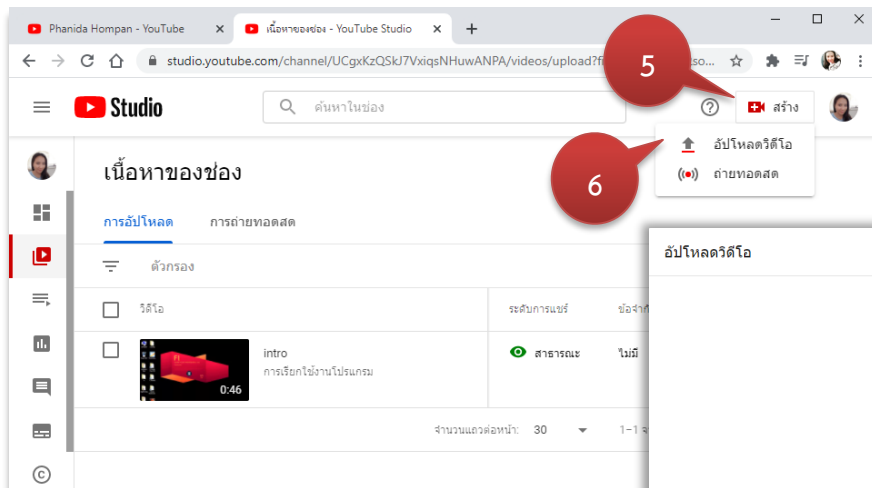 Phanida Hompan - YouTube
เนื้อหาของช่อง - YouTube Studio
studio.youtube.com/channel/UCgxKzQSkJ7VxiqsNHuwANPA/videos/upload?fi
so...
5
Studio
ค้นหาในช่อง
สร้าง
อัปโหลดวิดีโอ
ถ่ายทอดสด
6
เนื้อหาของช่อง
การอัปโหลด การถ่ายทอดสด
อัปโหลดวิดีโอ
ตัวกรอง
วิดีโอ ระดับการแชร์
intro สาธารณะ ไม่มี
การเรียกใช้งานโปรแกรม
0:46
จำนวนแถวต่อหน้า: 30 1-1